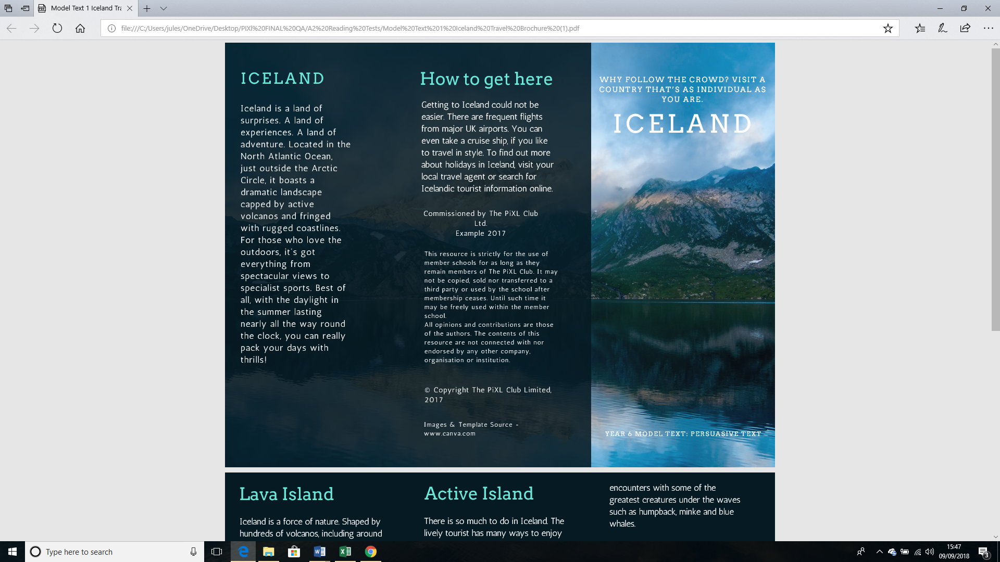 Model Text 1 Iceland Tra
file:///C:/Users/jules/OneDrive/Desktop/PIXl%20FINAL%20QA/A2%20Reading%20Tests/Model%20Text%201%20Iceland%20Travel%20Brochure%20(1).pdf
ICELAND
Iceland is a land of
surprises. A land of
experiences. A land of
adventure. Located in the
North Atlantic Ocean,
just outside the Arctic
Circle, it boasts a
dramatic landscape
capped by active
volcanos and fringed
with rugged coastlines.
For those who love the
outdoors, it's got
everything from
spectacular views to
specialist sports. Best of
all, with the daylight in
the summer lasting
nearly all the way round
the clock, you can really
pack your days with
thrills!
How to get here
Getting to Iceland could not be
easier. There are frequent flights
from major UK airports. You can
even take a cruise ship, if you like
to travel in style. To find out more
about holidays in Iceland, visit your
local travel agent or search for
Icelandic tourist information online.
Commissioned by The PiXL Club
Ltd.
Example 2017
This resource is strictly for the use of
member schools for as long as they
remain members of The PiXL Club. It may
not be copied, sold nor transferred to a
third party or used by the school after
membership ceases. Until such time it
may be freely used within the member
school.
All opinions and contributions are those
of the authors. The contents of this
resource are not connected with nor
endorsed by any other company,
organisation or institution.
© Copyright The PiXL Club Limited,
2017
Images & Template Source -
www.canva.com
WHY FOLLOW THE CROWD? VISIT A
COUNTRY THAT'S AS INDIVIDUAL AS
YOU ARE.
ICELAND
YEAR 6 MODEL TEXT: PERSUASIVE TEXT
Lava Island
Iceland is a force of nature. Shaped by
hundreds of volcanos, including around
Active Island
There is so much to do in Iceland. The
lively tourist has many ways to enjoy
encounters with some of the
greatest creatures under the waves
such as humpback, minke and blue
whales.
Type here to search
15:47
09/09/2018
3